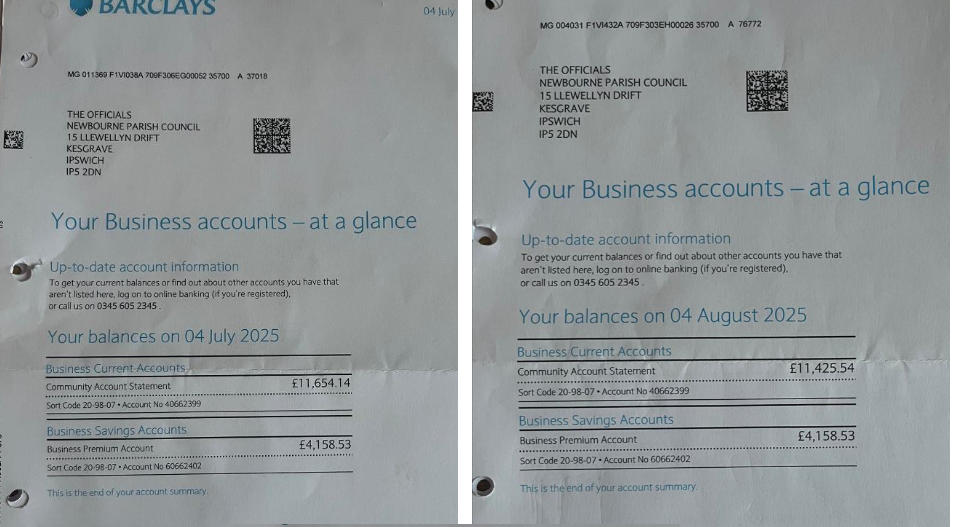 BARCLAYS
04 July
MG 011369 F1VI038A 709F306EG00052 35700 A 37018
THE OFFICIALS
NEWBOURNE PARISH COUNCIL
15 LLEWELLYN DRIFT
KESGRAVE
IPSWICH
IP5 2DN
Your Business accounts – at a glance
Up-to-date account information
To get your current balances or find out about other accounts you have that
aren't listed here, log on to online banking (if you're registered),
or call us on 0345 605 2345 .
Your balances on 04 July 2025
Business Current Accounts
Community Account Statement £11,654.14
Sort Code 20-98-07 • Account No 40662399
Business Savings Accounts
Business Premium Account £4,158.53
Sort Code 20-98-07 • Account No 60662402
This is the end of your account summary.
MG 004031 F1VI432A 709F303EH00026 35700 A 76772
THE OFFICIALS
NEWBOURNE PARISH COUNCIL
15 LLEWELLYN DRIFT
KESGRAVE
IPSWICH
IP5 2DN
Your Business accounts – at a glance
Up-to-date account information
To get your current balances or find out about other accounts you have that
aren't listed here, log on to online banking (if you're registered),
or call us on 0345 605 2345 .
Your balances on 04 August 2025
Business Current Accounts
Community Account Statement £11,425.54
Sort Code 20-98-07 • Account No 40662399
Business Savings Accounts
Business Premium Account £4,158.53
Sort Code 20-98-07 • Account No 60662402
This is the end of your account summary.